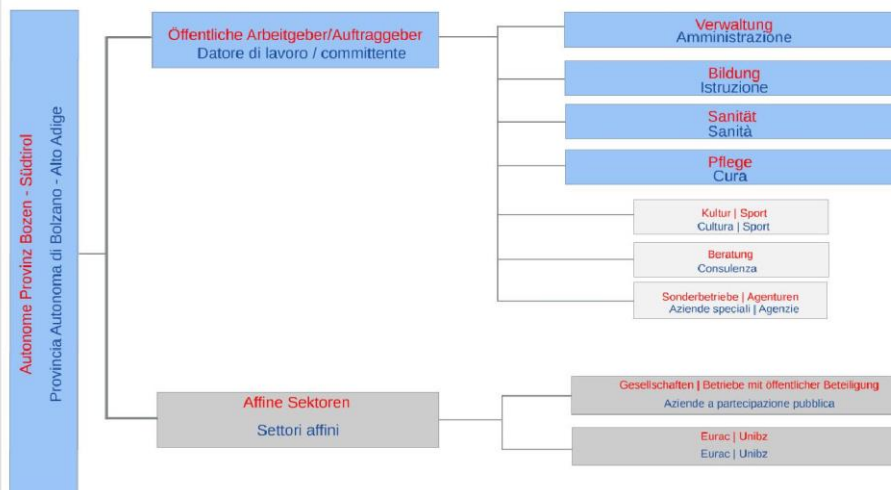 Autonome Provinz Bozen - Südtirol
Provincia Autonoma di Bolzano - Alto Adige
Öffentliche Arbeitgeber/Auftraggeber
Datore di lavoro / committente
Verwaltung
Amministrazione
Bildung
Istruzione
Sanität
Sanità
Pflege
Cura
Kultur | Sport
Cultura | Sport
Beratung
Consulenza
Sonderbetriebe | Agenturen
Aziende speciali | Agenzie
Affine Sektoren
Settori affini
Gesellschaften | Betriebe mit öffentlicher Beteiligung
Aziende a partecipazione pubblica
Eurac | Unibz
Eurac | Unibz